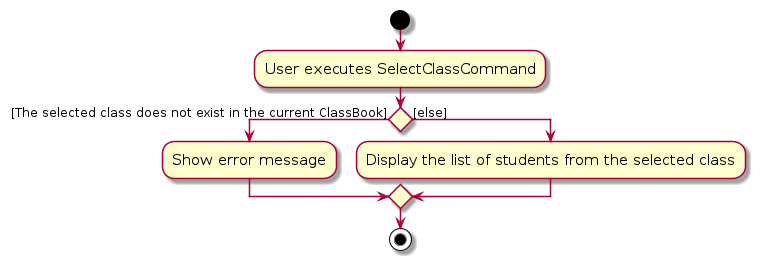 User executes SelectClassCommand
[The selected class does not exist in the current ClassBook]
[else]
Show error message
Display the list of students from the selected class